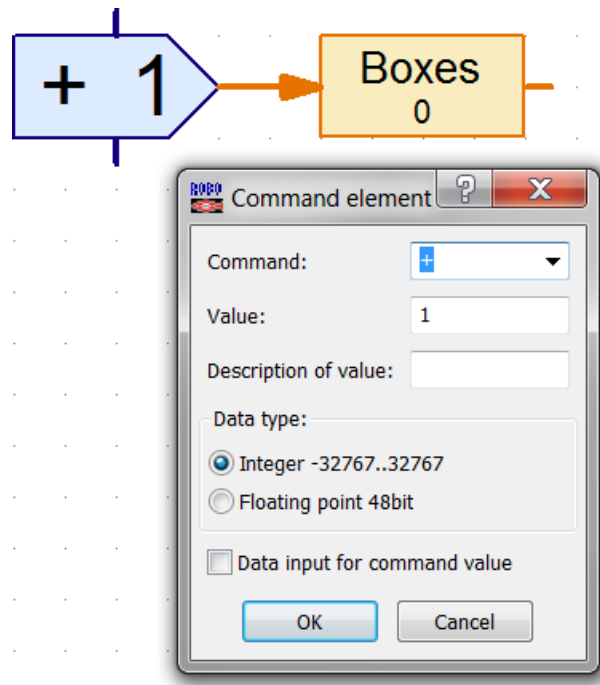 + 1
Boxes
0
ROBO
Command element
?
X
Command:
+
Value:
1
Description of value:
Data type:
Integer -32767..32767
Floating point 48bit
Data input for command value
OK
Cancel